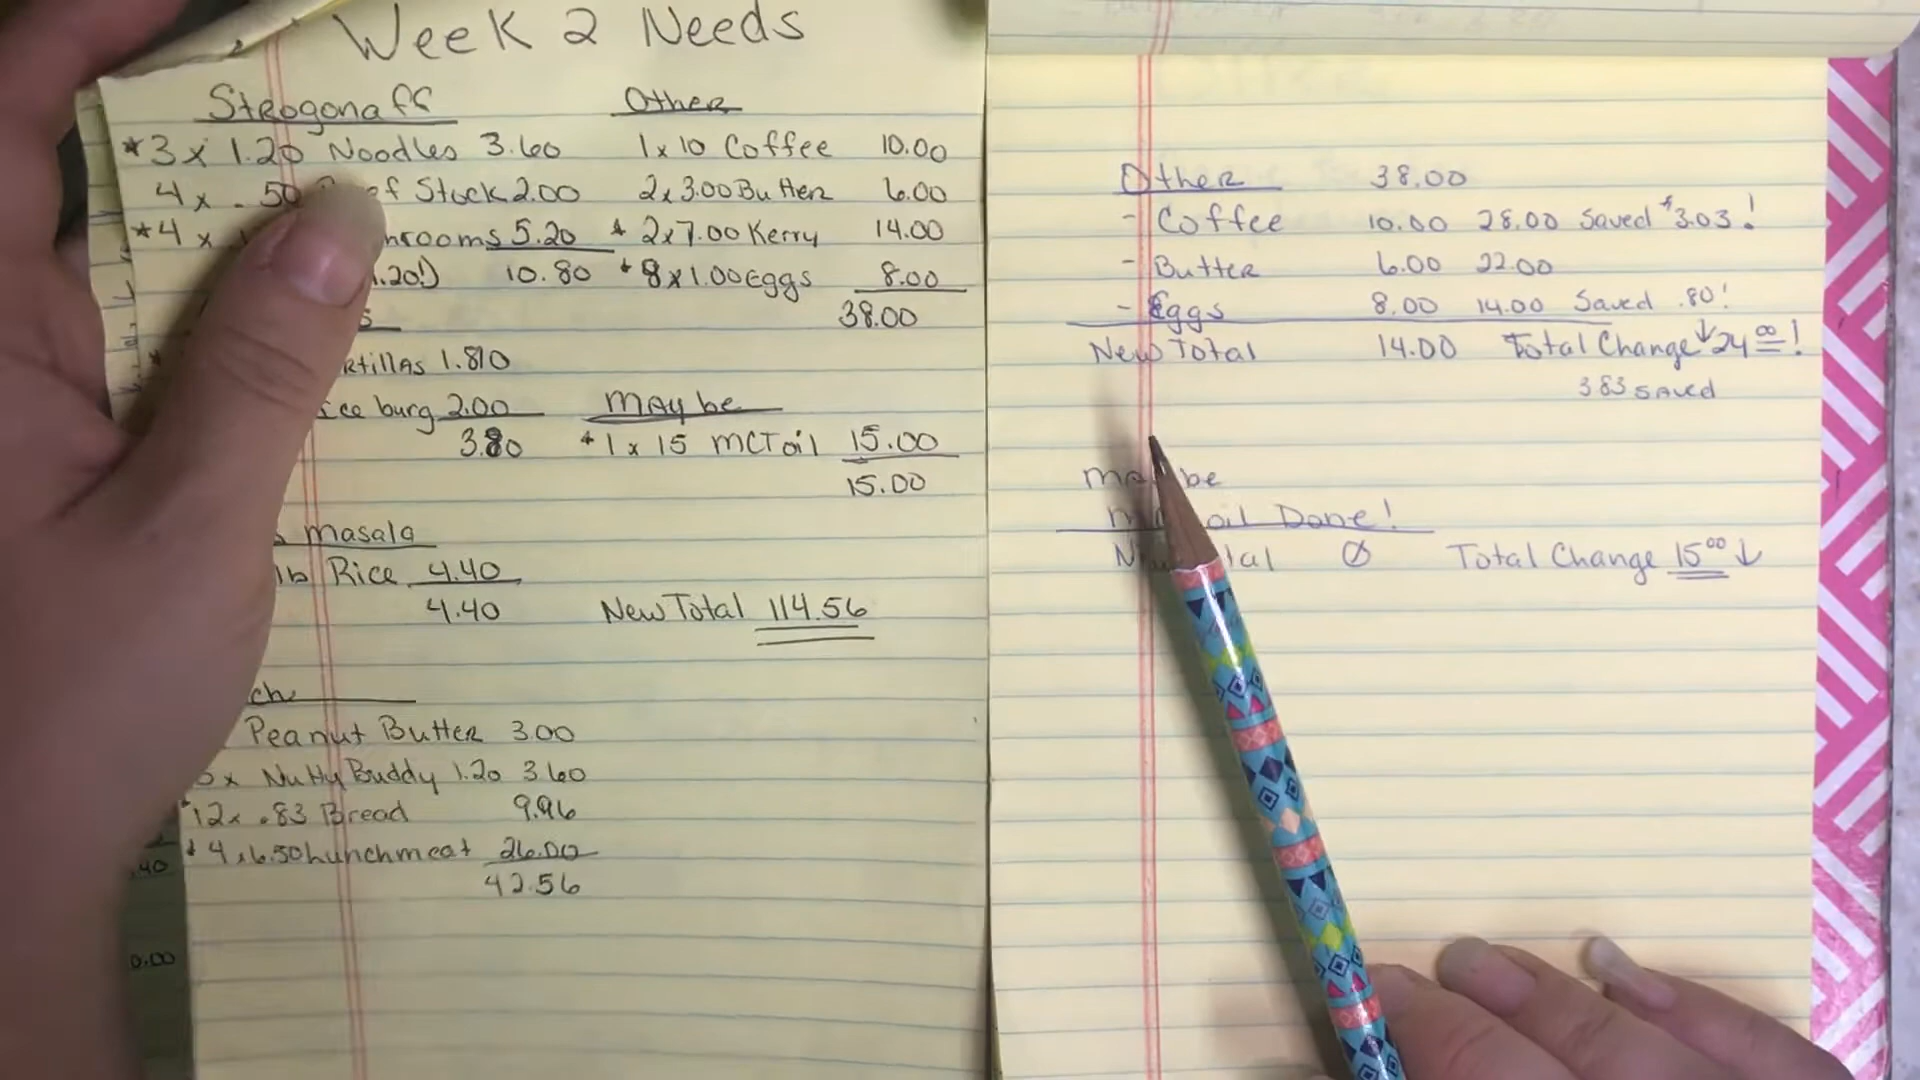 Week 2 Needs
Strogonaff
*3 x 1.20 Noodles 3.60
4 x .50 Stock 2.00
*4 x 5.20
.20!) 10.80
1.80
2.00
3.80
Other
1 x 10 Coffee 10.00
2 x 3.00 Butter 6.00
* 2 x 7.00 Kerry 14.00
* 8 x 1.00 Eggs 8.00
38.00
maybe
* 1 x 15 MCT oil 15.00
15.00
masala
lb Rice 4.40
4.40
New Total 114.56
ch
Peanut Butter 3.00
x Nutty Buddy 1.20 3.60
12 x .83 Bread 9.96
* 4 x 6.50 Lunchmeat 26.00
42.56
.40
0.00
Other 38.00
- Coffee 10.00 28.00 Saved $3.03!
- Butter 6.00 22.00
- Eggs 8.00 14.00 Saved .80!
New Total 14.00 Total Change ↓24.00!
3.83 saved
oil Done!
Ø Total Change 15.00 ↓